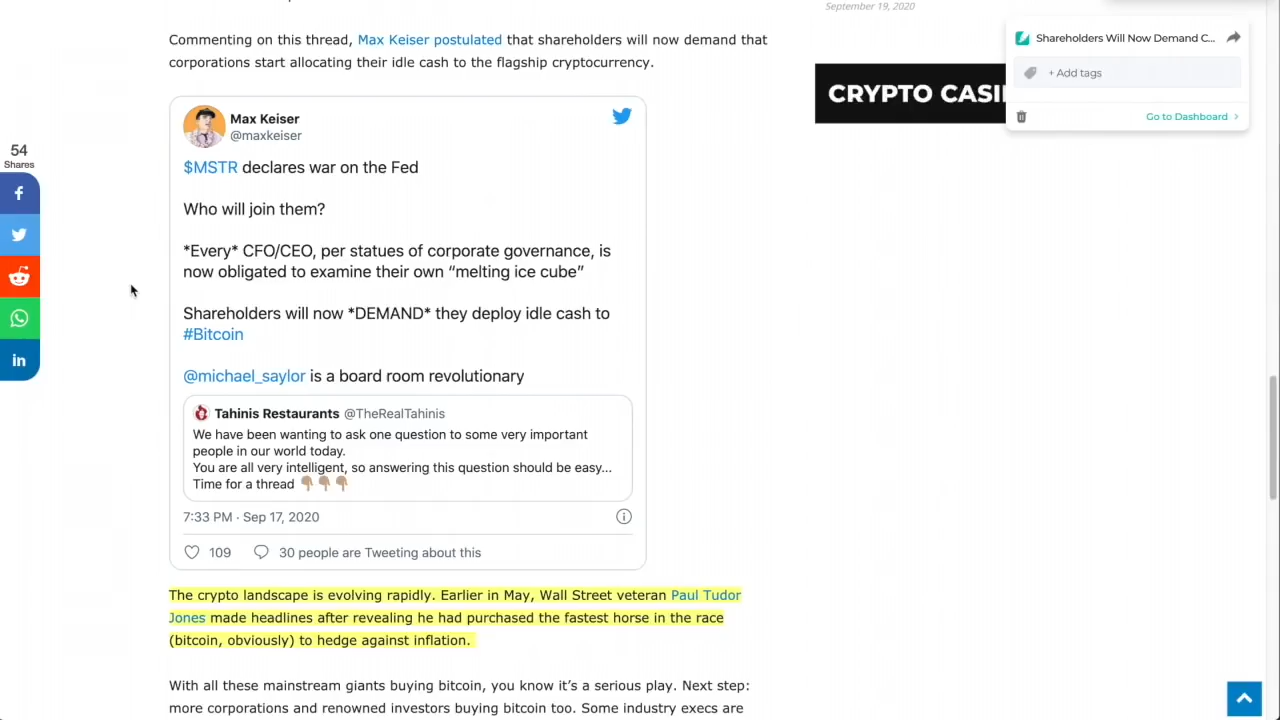 September 19, 2020
Commenting on this thread, Max Keiser postulated that shareholders will now demand that
corporations start allocating their idle cash to the flagship cryptocurrency.
Shareholders Will Now Demand C...
+ Add tags
Go to Dashboard >
CRYPTO CASI
Max Keiser
@maxkeiser
54
Shares
$MSTR declares war on the Fed
Who will join them?
*Every* CFO/CEO, per statues of corporate governance, is
now obligated to examine their own “melting ice cube”
Shareholders will now *DEMAND* they deploy idle cash to
#Bitcoin
@michael_saylor is a board room revolutionary
Tahinis Restaurants @TheRealTahinis
We have been wanting to ask one question to some very important
people in our world today.
You are all very intelligent, so answering this question should be easy...
Time for a thread 👇🏽👇🏽👇🏽
7:33 PM · Sep 17, 2020
109 30 people are Tweeting about this
The crypto landscape is evolving rapidly. Earlier in May, Wall Street veteran Paul Tudor
Jones made headlines after revealing he had purchased the fastest horse in the race
(bitcoin, obviously) to hedge against inflation.
With all these mainstream giants buying bitcoin, you know it’s a serious play. Next step:
more corporations and renowned investors buying bitcoin too. Some industry execs are